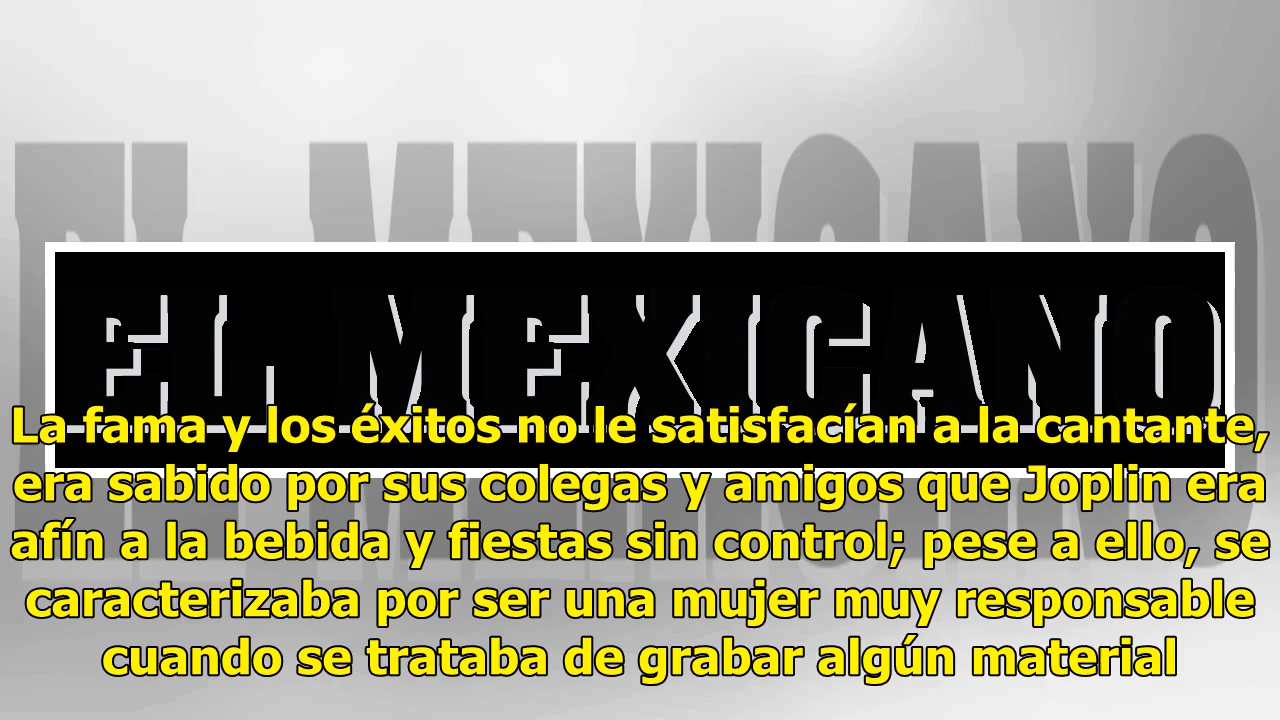 EL MEXICANO
EL MEXICANO
La fama y los éxitos no le satisfacían a la cantante,
era sabido por sus colegas y amigos que Joplin era
afín a la bebida y fiestas sin control; pese a ello, se
caracterizaba por ser una mujer muy responsable
cuando se trataba de grabar algún material